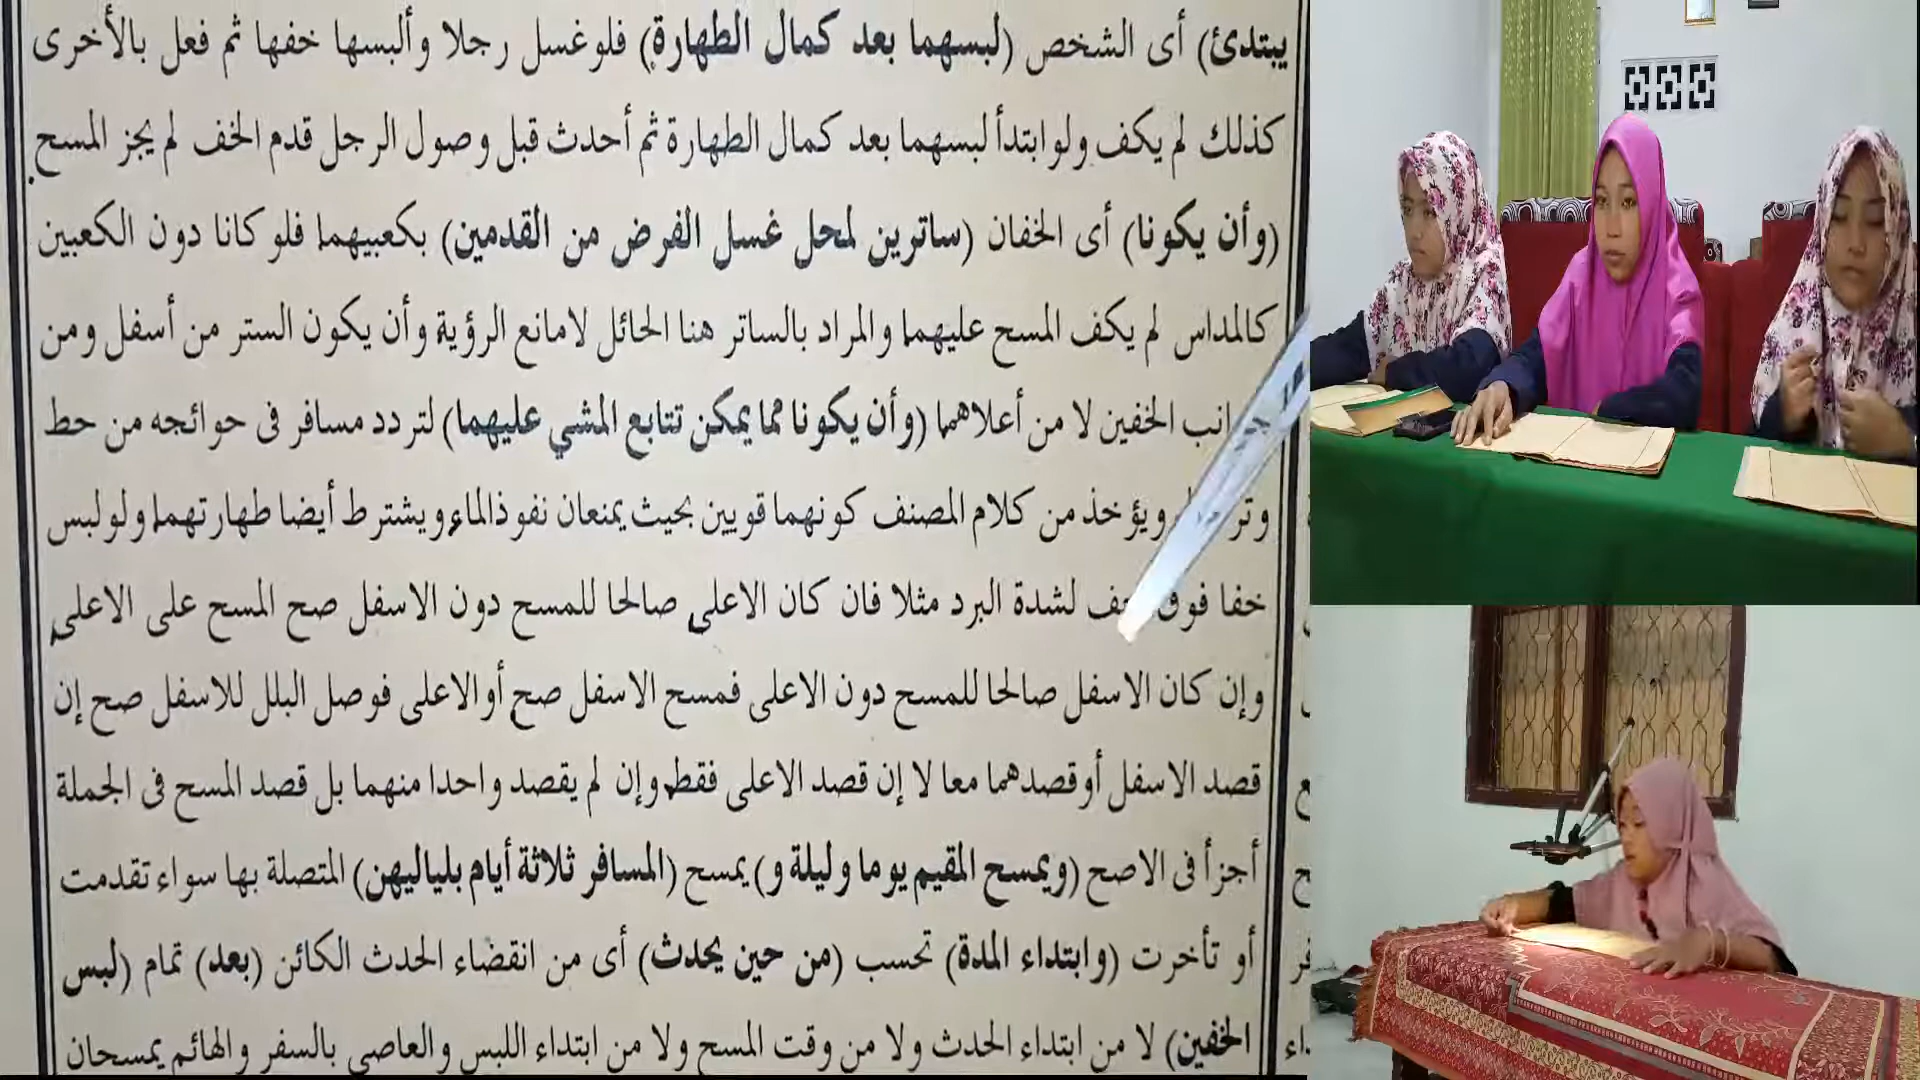 يبتدئ) أى الشخص (لبسهما بعد كمال الطهارة) فلوغسل رجلا وألبسها خفها ثم فعل بالأخرى
كذلك لم يكف ولو ابتدأ لبسهما بعد كمال الطهارة ثم أحدث قبل وصول الرجل قدم الخف لم يجز المسح
(وأن يكونا) أى الخفان (ساترين لمحل غسل الفرض من القدمين) بكعبيهما فلو كانا دون الكعبين
كالمداس لم يكف المسح عليهما والمراد بالساتر هنا الحائل لامانع الرؤية وأن يكون الستر من أسفل ومن
الخفين لا من أعلاهما (وأن يكونا مما يمكن تتابع المشي عليهما) لتردد مسافر فى حوائجه من حط
ويؤخذ من كلام المصنف كونهما قويين بحيث يمنعان نفوذ الماء ويشترط أيضا طهارتهما ولو لبس
خفا فوق لشدة البرد مثلا فان كان الاعلى صالحا للمسح دون الاسفل صح المسح على الاعلى
وإن كان الاسفل صالحا للمسح دون الاعلى فمسح الاسفل صح أو الاعلى فوصل البلل للاسفل صح إن
قصد الاسفل أو قصدهما معا لا إن قصد الاعلى فقط وإن لم يقصد واحدا منهما بل قصد المسح فى الجملة
أجزأ فى الاصح (ويمسح المقيم يوما وليلة و) يمسح (المسافر ثلاثة أيام بلياليهن) المتصلة بها سواء تقدمت
أو تأخرت (وابتداء المدة) تحسب (من حين يحدث) أى من انقضاء الحدث الكائن (بعد) تمام (لبس
الخفين) لا من ابتداء الحدث ولا من وقت المسح ولا من ابتداء اللبس والعاصى بالسفر والهائم يمسحان